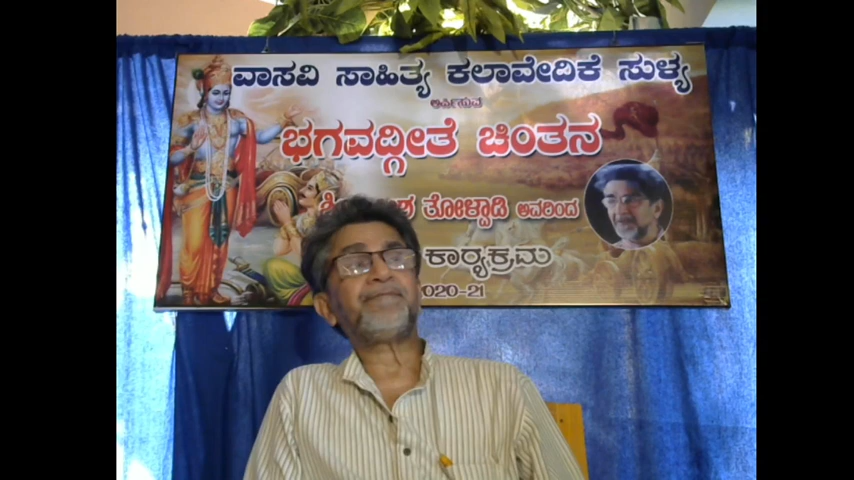 ವಾಸವಿ ಸಾಹಿತ್ಯ ಕಲಾವೇದಿಕೆ ಸುಳ್ಯ
ಅರ್ಪಿಸುವ
ಭಗವದ್ಗೀತೆ ಚಿಂತನ
ತೋಳ್ಪಾಡಿ ಅವರಿಂದ
ಕಾರ್‍ಯಕ್ರಮ
2020-21